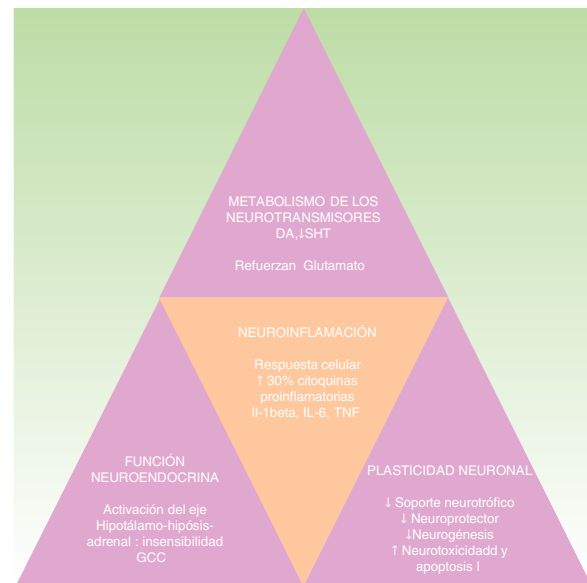 METABOLISMO DE LOS
NEUROTRANSMISORES
DA,↓SHT
Refuerzan Glutamato
NEUROINFLAMACIÓN
Respuesta celular
↑ 30% citoquinas
proinflamatorias
Il-1beta, IL-6, TNF
FUNCIÓN
NEUROENDOCRINA
Activación del eje
Hipotálamo-hipósis-
adrenal : insensibilidad
GCC
PLASTICIDAD NEURONAL
↓ Soporte neurotrófico
↓ Neuroprotector
↓Neurogénesis
↑ Neurotoxicidadd y
apoptosis l